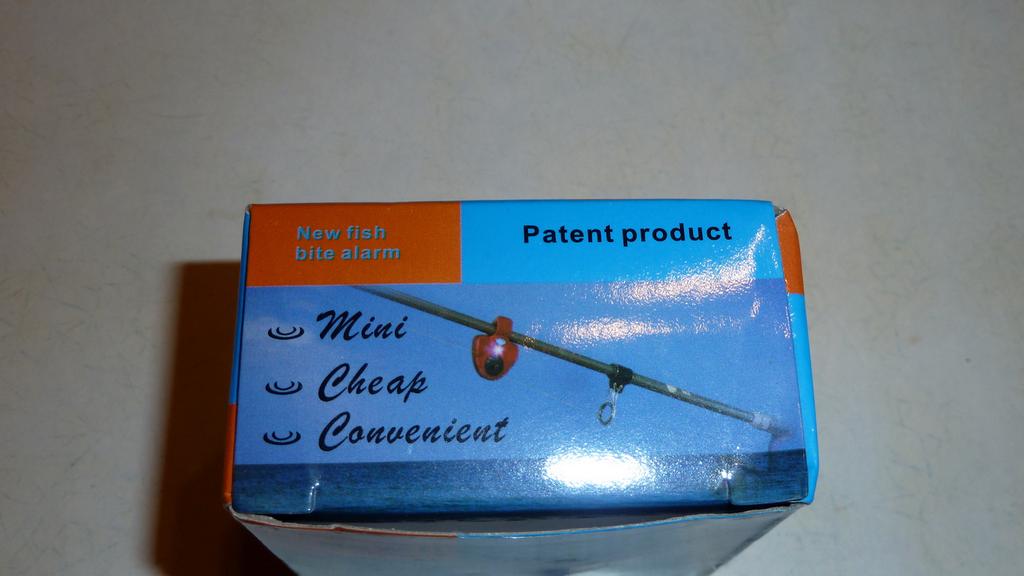 New fish
bite alarm
Patent product
Mini
Cheap
Convenient